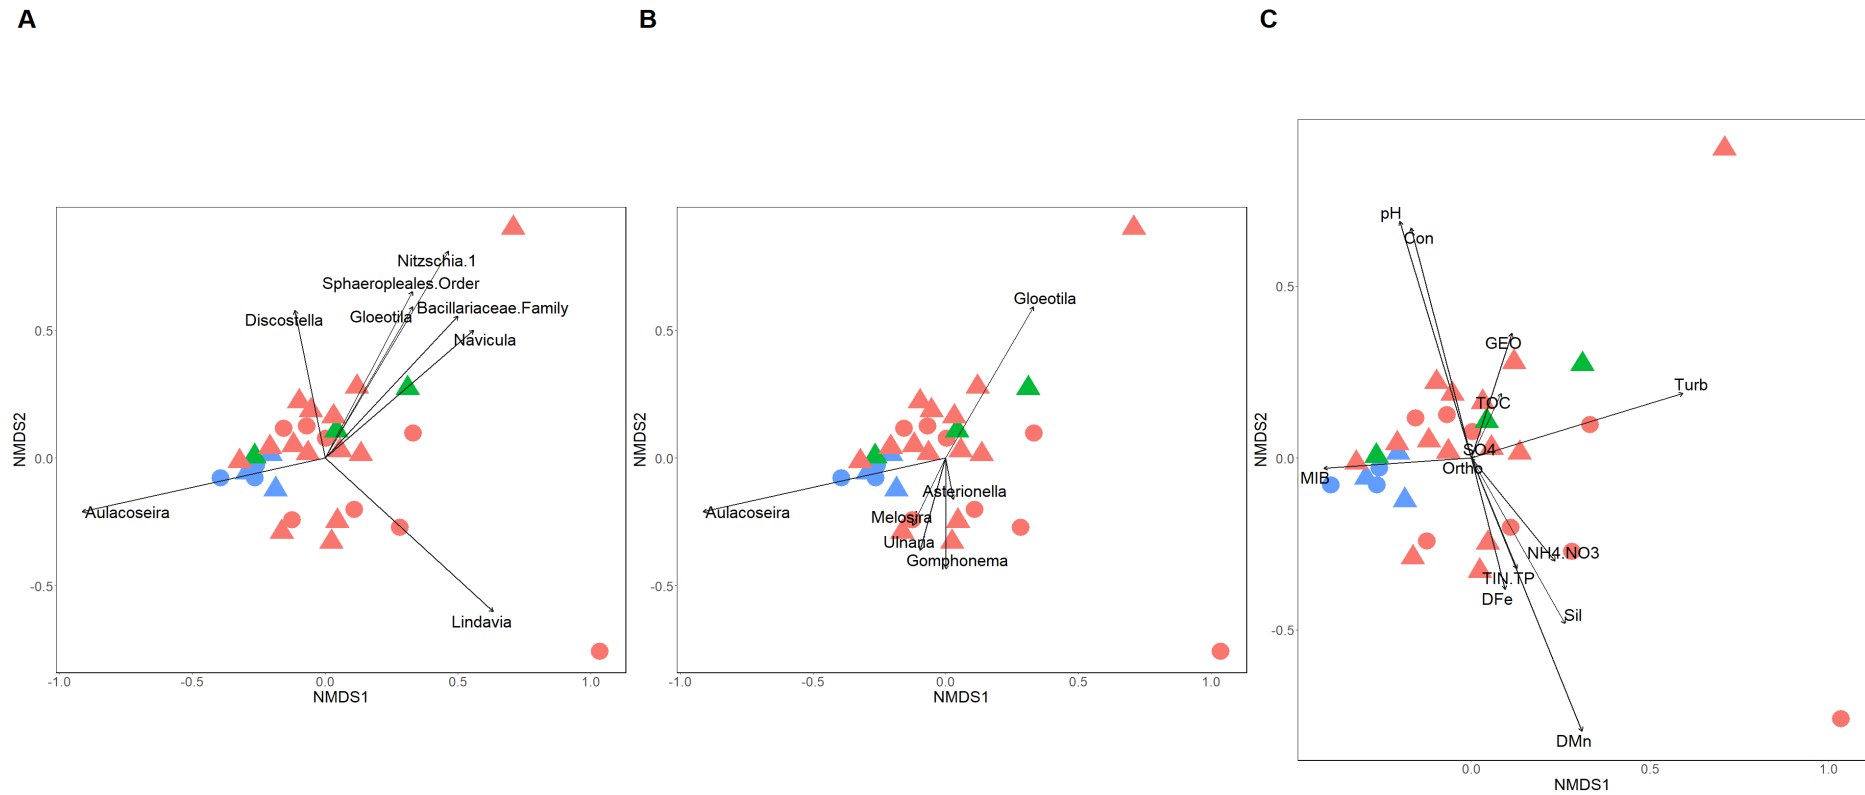 A
B
C
Nitzschia.1
Sphaeropleales.Order
Discostella
Gloeotila
Bacillariaceae.Family
Navicula
Aulacoseira
Lindavia
0.5
0.0
-0.5
NMDS2
-1.0
-0.5
0.0
0.5
1.0
NMDS1
Gloeotila
Asterionella
Aulacoseira
Melosira
Ulnaria
Gomphonema
0.5
0.0
-0.5
NMDS2
-1.0
-0.5
0.0
0.5
1.0
NMDS1
pH
Con
GEO
Turb
TOC
SO4
Ortho
MIB
NH4.NO3
TIN.TP
DFe
Sil
DMn
0.5
0.0
-0.5
NMDS2
0.0
0.5
1.0
NMDS1